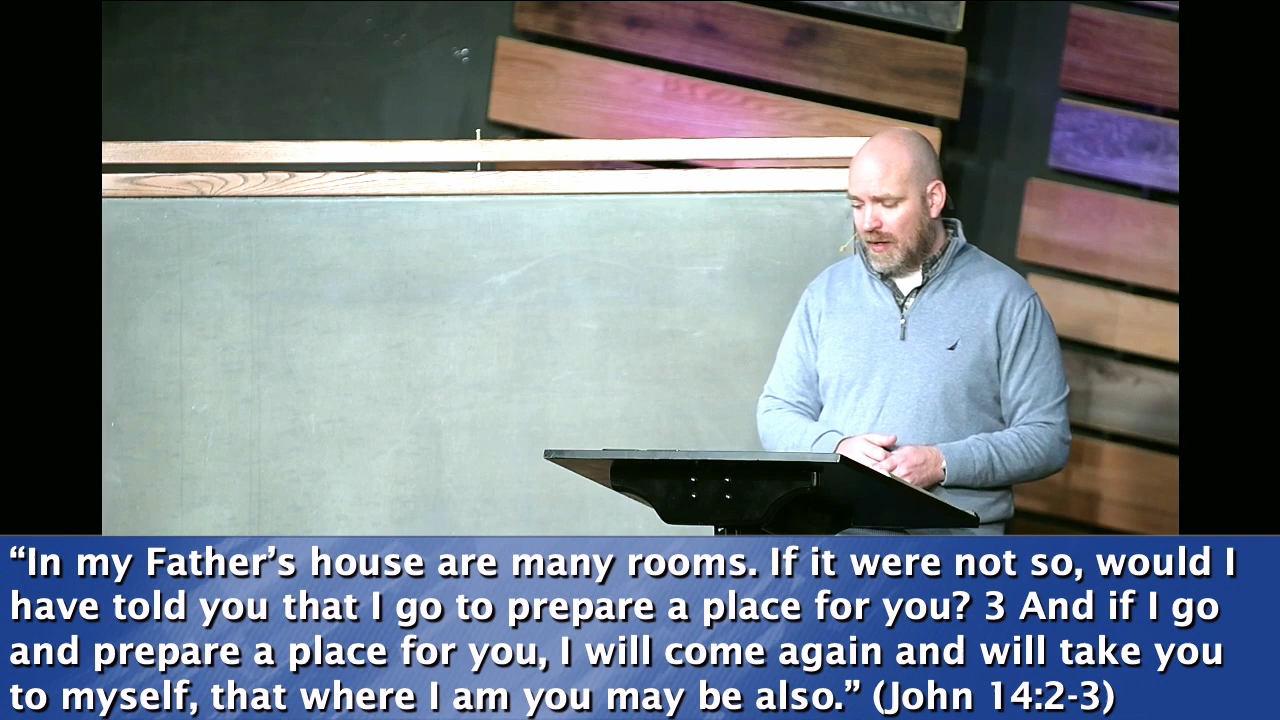 “In my Father’s house are many rooms. If it were not so, would I
have told you that I go to prepare a place for you? 3 And if I go
and prepare a place for you, I will come again and will take you
to myself, that where I am you may be also.” (John 14:2-3)